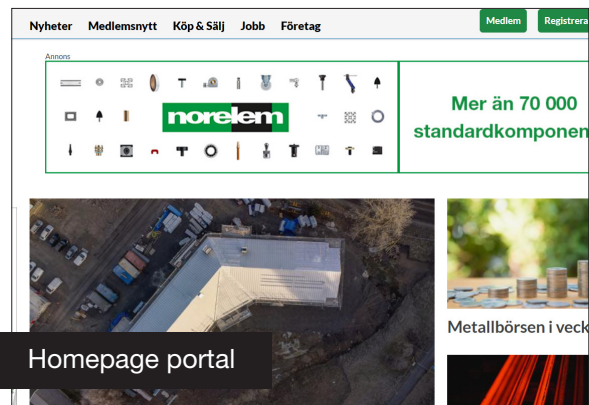 Nyheter Medlemsnytt Köp & Sälj Jobb Företag Medlem Registrera
Annons
norelem
Mer än 70 000
standardkomponen
Metallbörsen i veck
Homepage portal